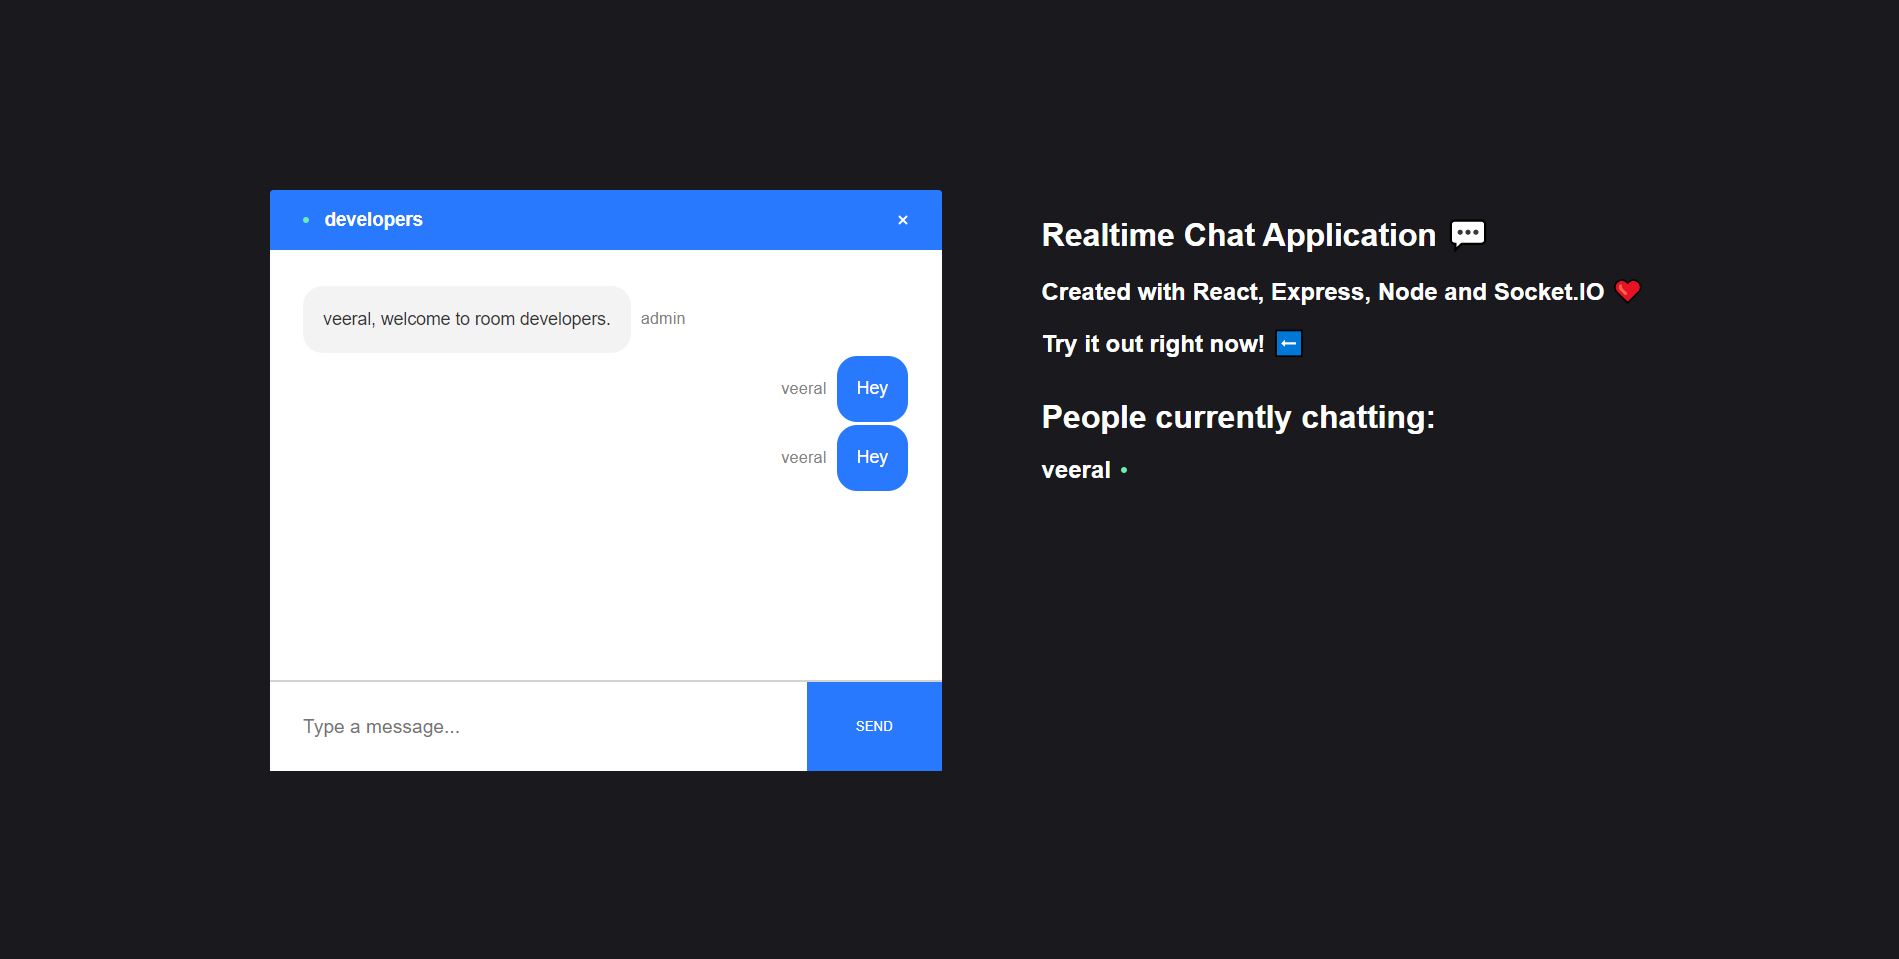 developers
×
veeral, welcome to room developers.
admin
veeral
Hey
veeral
Hey
Type a message...
SEND
Realtime Chat Application 💬
Created with React, Express, Node and Socket.IO ❤️
Try it out right now! ⬅️
People currently chatting:
veeral